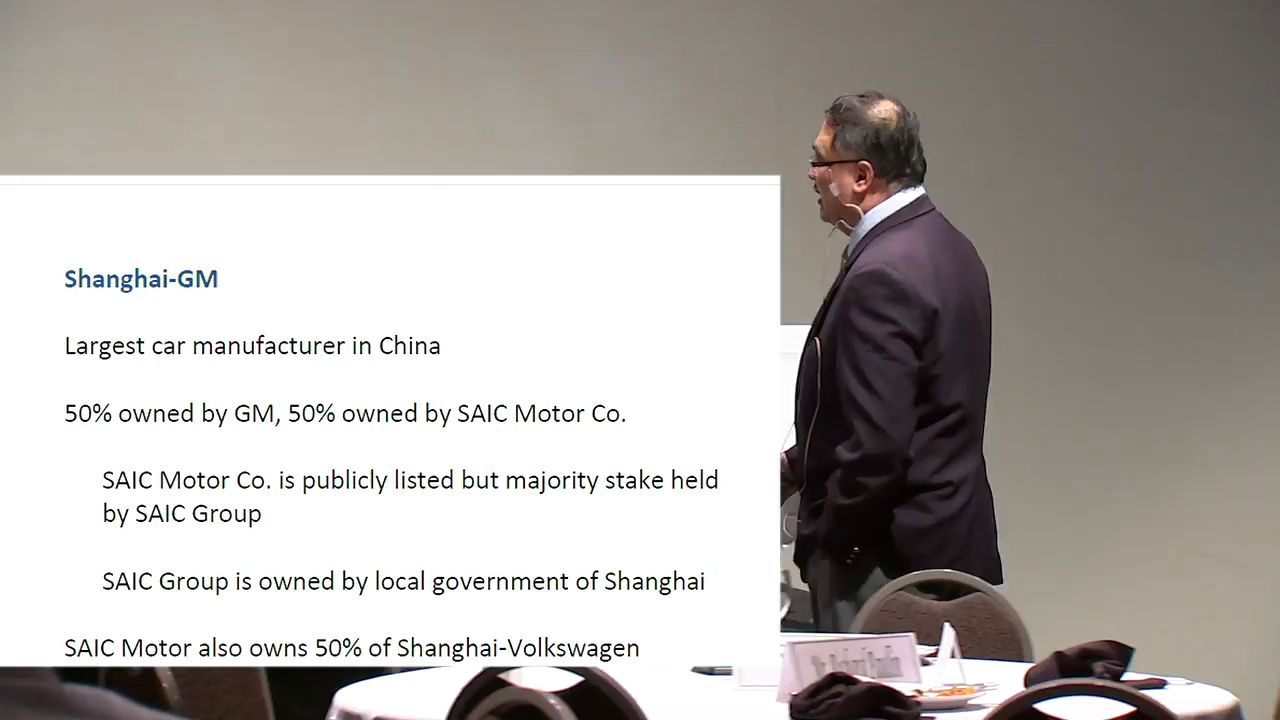 Shanghai-GM
Largest car manufacturer in China
50% owned by GM, 50% owned by SAIC Motor Co.
SAIC Motor Co. is publicly listed but majority stake held
by SAIC Group
SAIC Group is owned by local government of Shanghai
SAIC Motor also owns 50% of Shanghai-Volkswagen